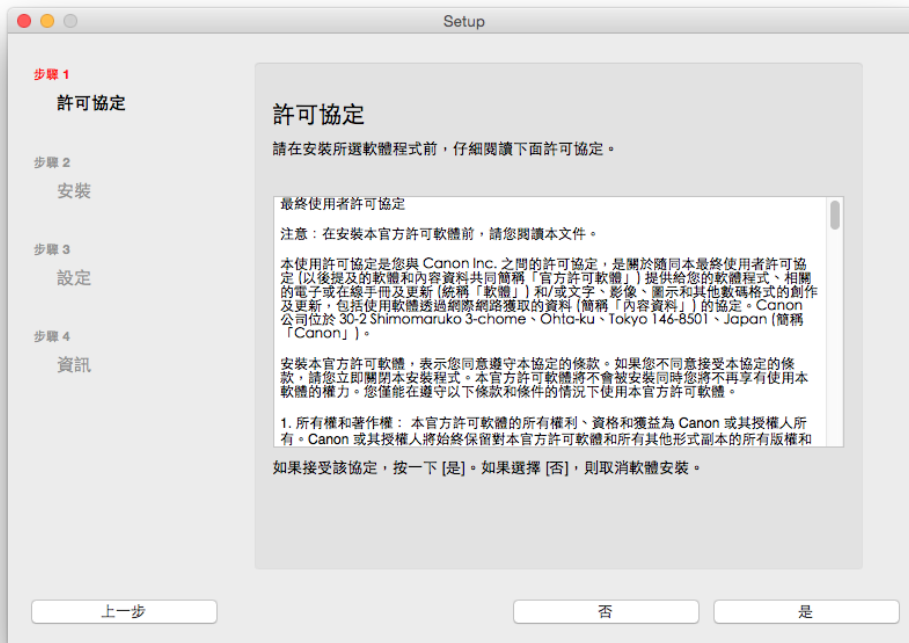 Setup
步驟 1
許可協定
步驟 2
安裝
步驟 3
設定
步驟 4
資訊
許可協定
請在安裝所選軟體程式前，仔細閱讀下面許可協定。
最終使用者許可協定
注意：在安裝本官方許可軟體前，請您閱讀本文件。
本使用許可協定是您與 Canon Inc. 之間的許可協定，是關於隨同本最終使用者許可協
定 (以後提及的軟體和內容資料共同簡稱「官方許可軟體」) 提供給您的軟體程式、相關
的電子或在線手冊及更新 (統稱「軟體」) 和/或文字、影像、圖示和其他數碼格式的創作
及更新，包括使用軟體透過網際網路獲取的資料 (簡稱「內容資料」) 的協定。Canon
公司位於 30-2 Shimomaruko 3-chome、Ohta-ku、Tokyo 146-8501、Japan (簡稱
「Canon」)。
安裝本官方許可軟體，表示您同意遵守本協定的條款。如果您不同意接受本協定的條
款，請您立即關閉本安裝程式。本官方許可軟體將不會被安裝同時您將不再享有使用本
軟體的權力。您僅能在遵守以下條款和條件的情況下使用本官方許可軟體。
1. 所有權和著作權： 本官方許可軟體的所有權利、資格和獲益為 Canon 或其授權人所
有。Canon 或其授權人將始終保留對本官方許可軟體和所有其他形式副本的所有版權和
如果接受該協定，按一下 [是]。如果選擇 [否]，則取消軟體安裝。
上一步
否
是